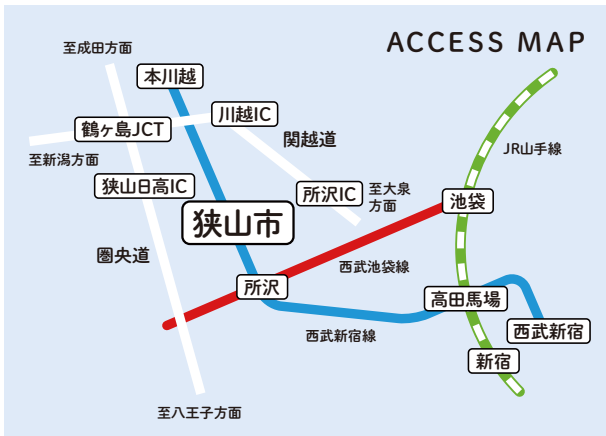 ACCESS MAP
至成田方面
本川越
川越IC
鶴ヶ島JCT
関越道
JR山手線
至新潟方面
狭山日高IC
所沢IC
至大泉
方面
池袋
狭山市
圏央道
西武池袋線
所沢
高田馬場
西武新宿線
西武新宿
新宿
至八王子方面